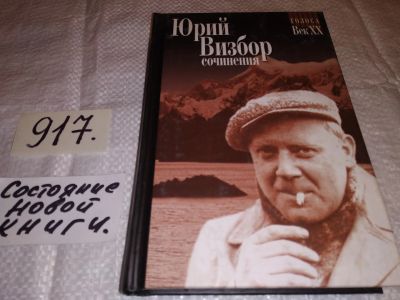 917.
Состояние
новой
книги.
Юрий
Визбор
сочинения
ГОЛОСА
Век XX